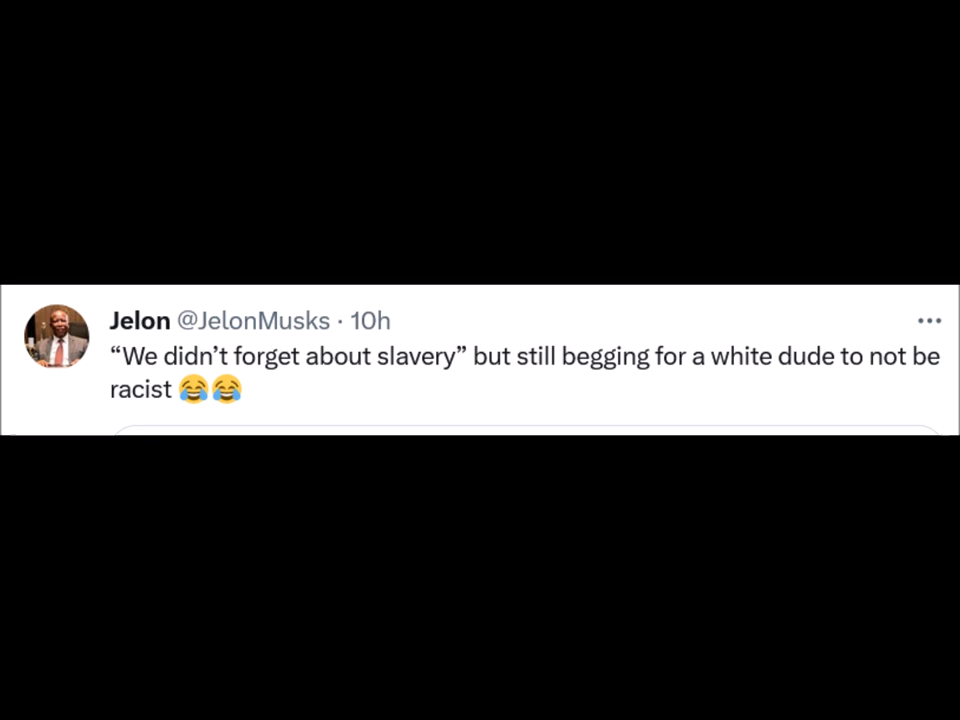 Jelon @JelonMusks · 10h
“We didn’t forget about slavery” but still begging for a white dude to not be
racist 😂😂